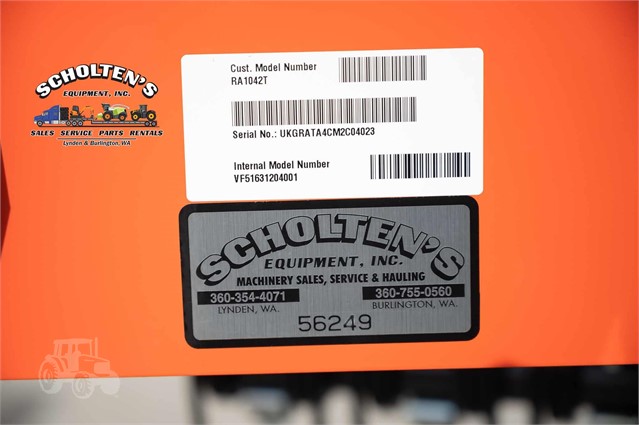 SCHOLTEN'S
EQUIPMENT, INC.
SALES SERVICE PARTS RENTALS
Lynden & Burlington, WA
Cust. Model Number
RA1042T
Serial No.: UKGRATA4CM2C04023
Internal Model Number
VF51631204001
SCHOLTEN'S
EQUIPMENT, INC.
MACHINERY SALES, SERVICE & HAULING
360-354-4071 360-755-0560
LYNDEN, WA. BURLINGTON, WA.
56249